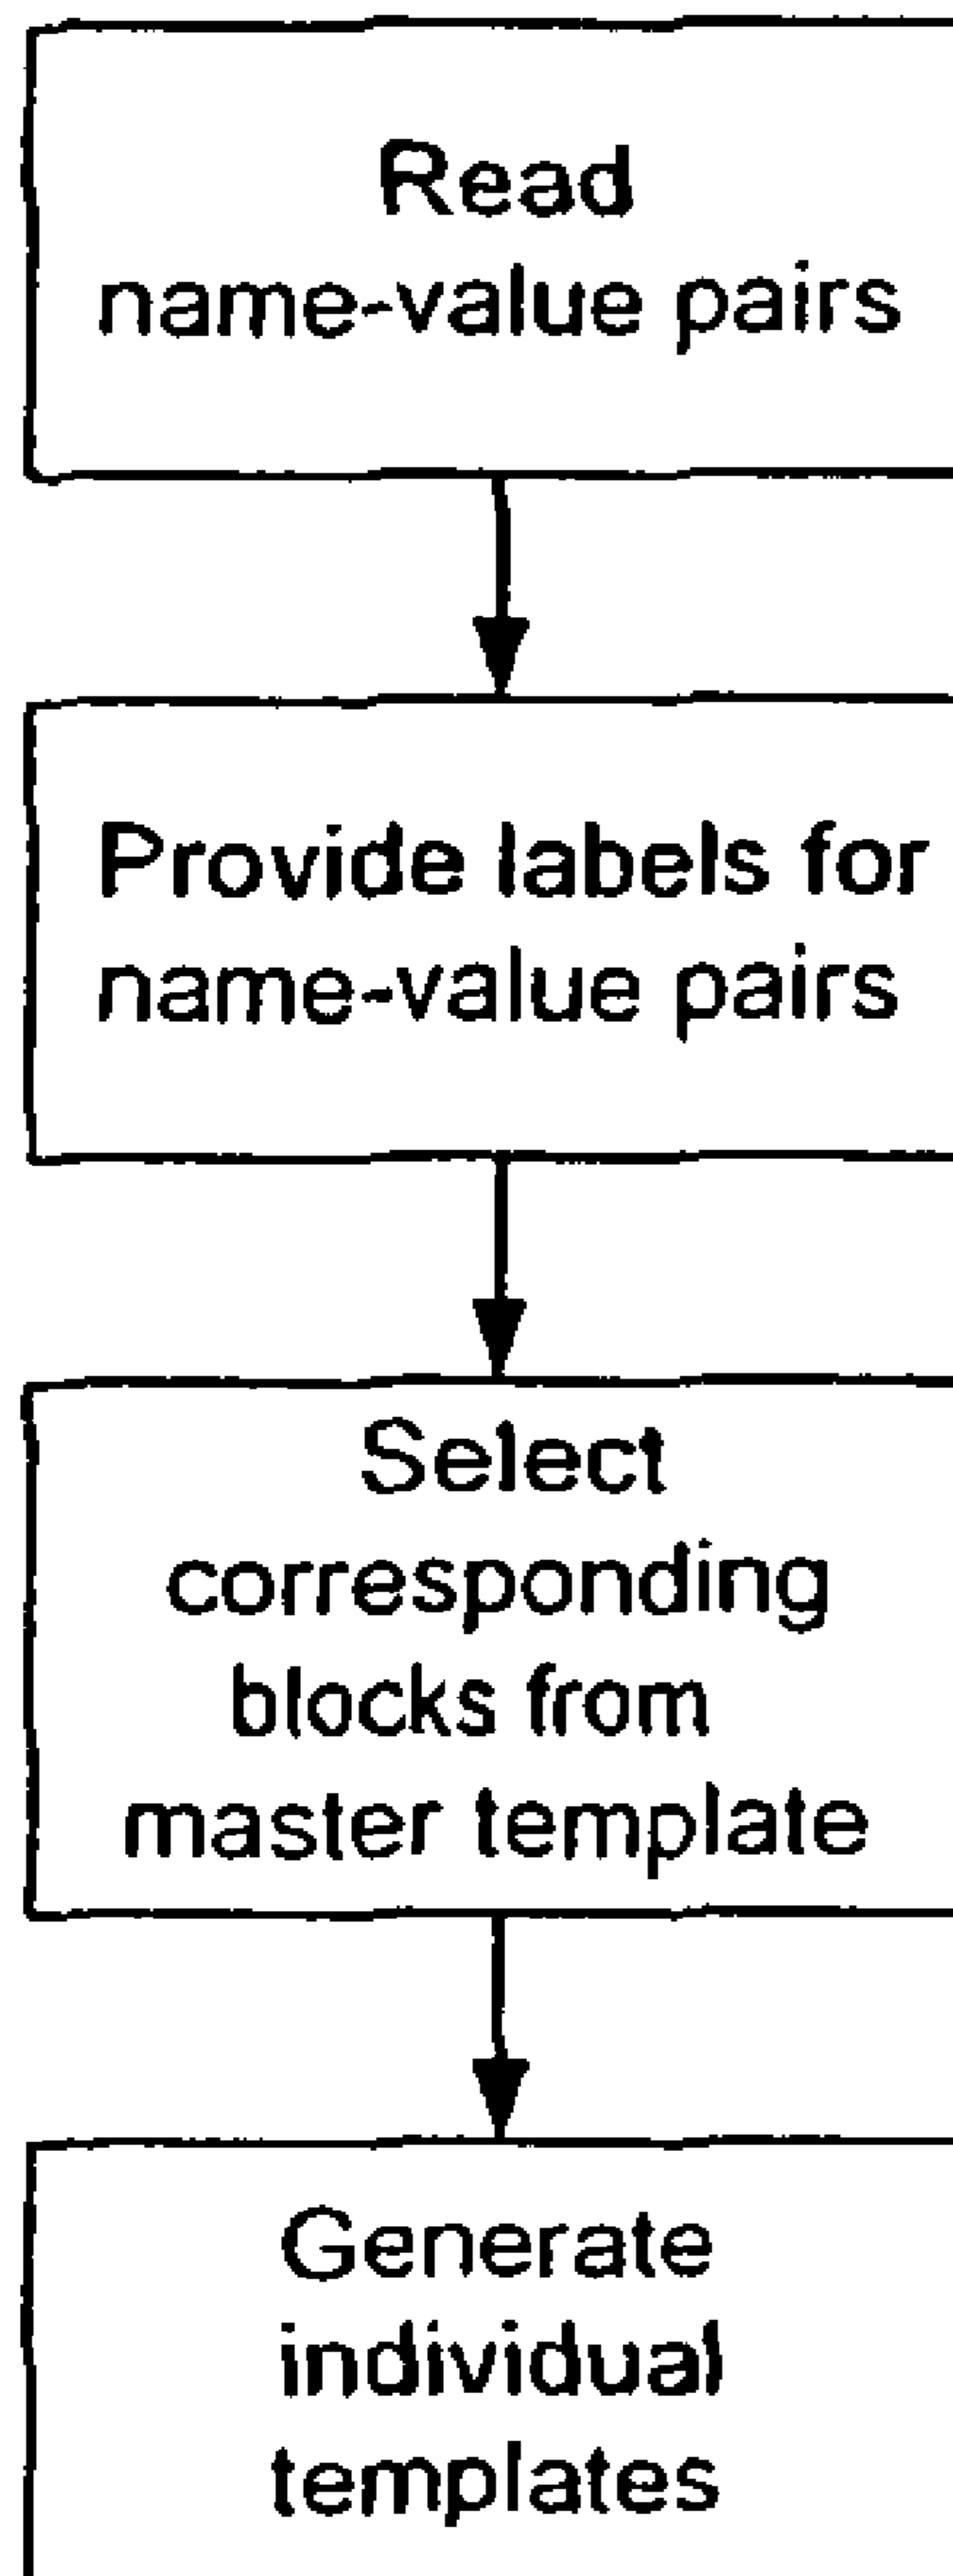 Read
name-value pairs
Provide labels for
name-value pairs
Select
corresponding
blocks from
master template
Generate
individual
templates